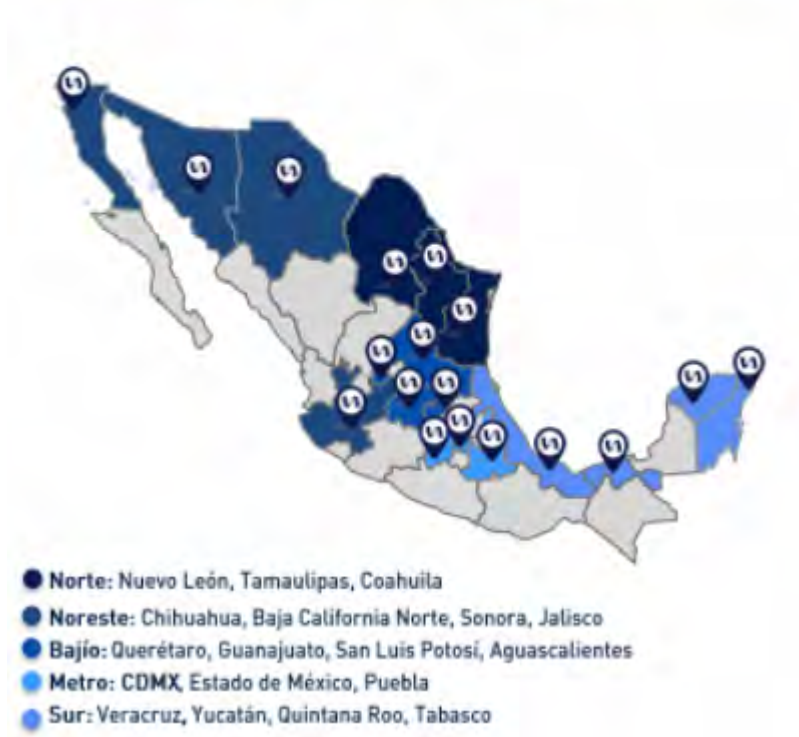 Norte: Nuevo León, Tamaulipas, Coahuila
Noreste: Chihuahua, Baja California Norte, Sonora, Jalisco
Bajío: Querétaro, Guanajuato, San Luis Potosí, Aguascalientes
Metro: CDMX, Estado de México, Puebla
Sur: Veracruz, Yucatán, Quintana Roo, Tabasco